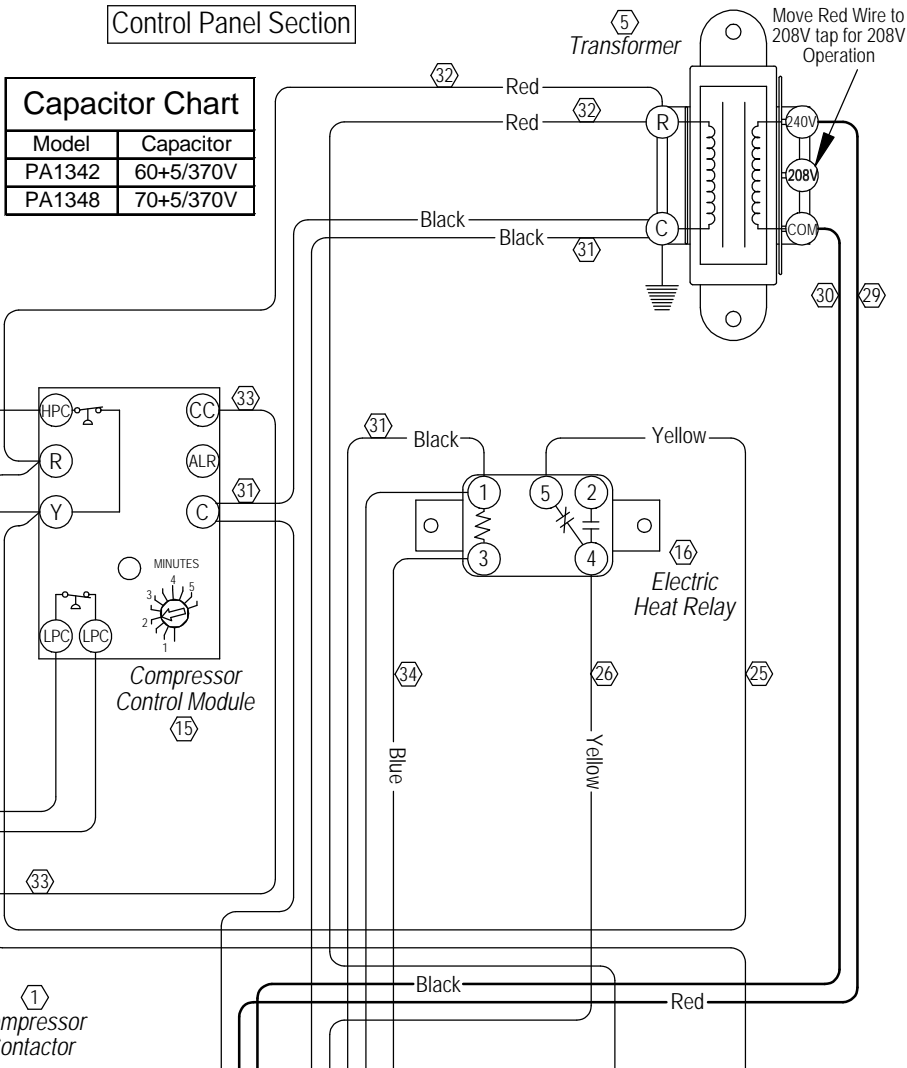 Control Panel Section
5
Transformer
Move Red Wire to
208V tap for 208V
Operation
Capacitor Chart
Model Capacitor
PA1342 60+5/370V
PA1348 70+5/370V
32
Red
32
Red
R
240V
208V
Black
Black
31
C
COM
30
29
HPC
CC
33
R
ALR
31
Y
C
MINUTES
1
2
3
4
5
LPC
LPC
Compressor
Control Module
15
31
Black
Yellow
1
5
2
3
4
16
Electric
Heat Relay
34
26
25
Blue
Yellow
33
Black
Red
1
mpressor
ontactor